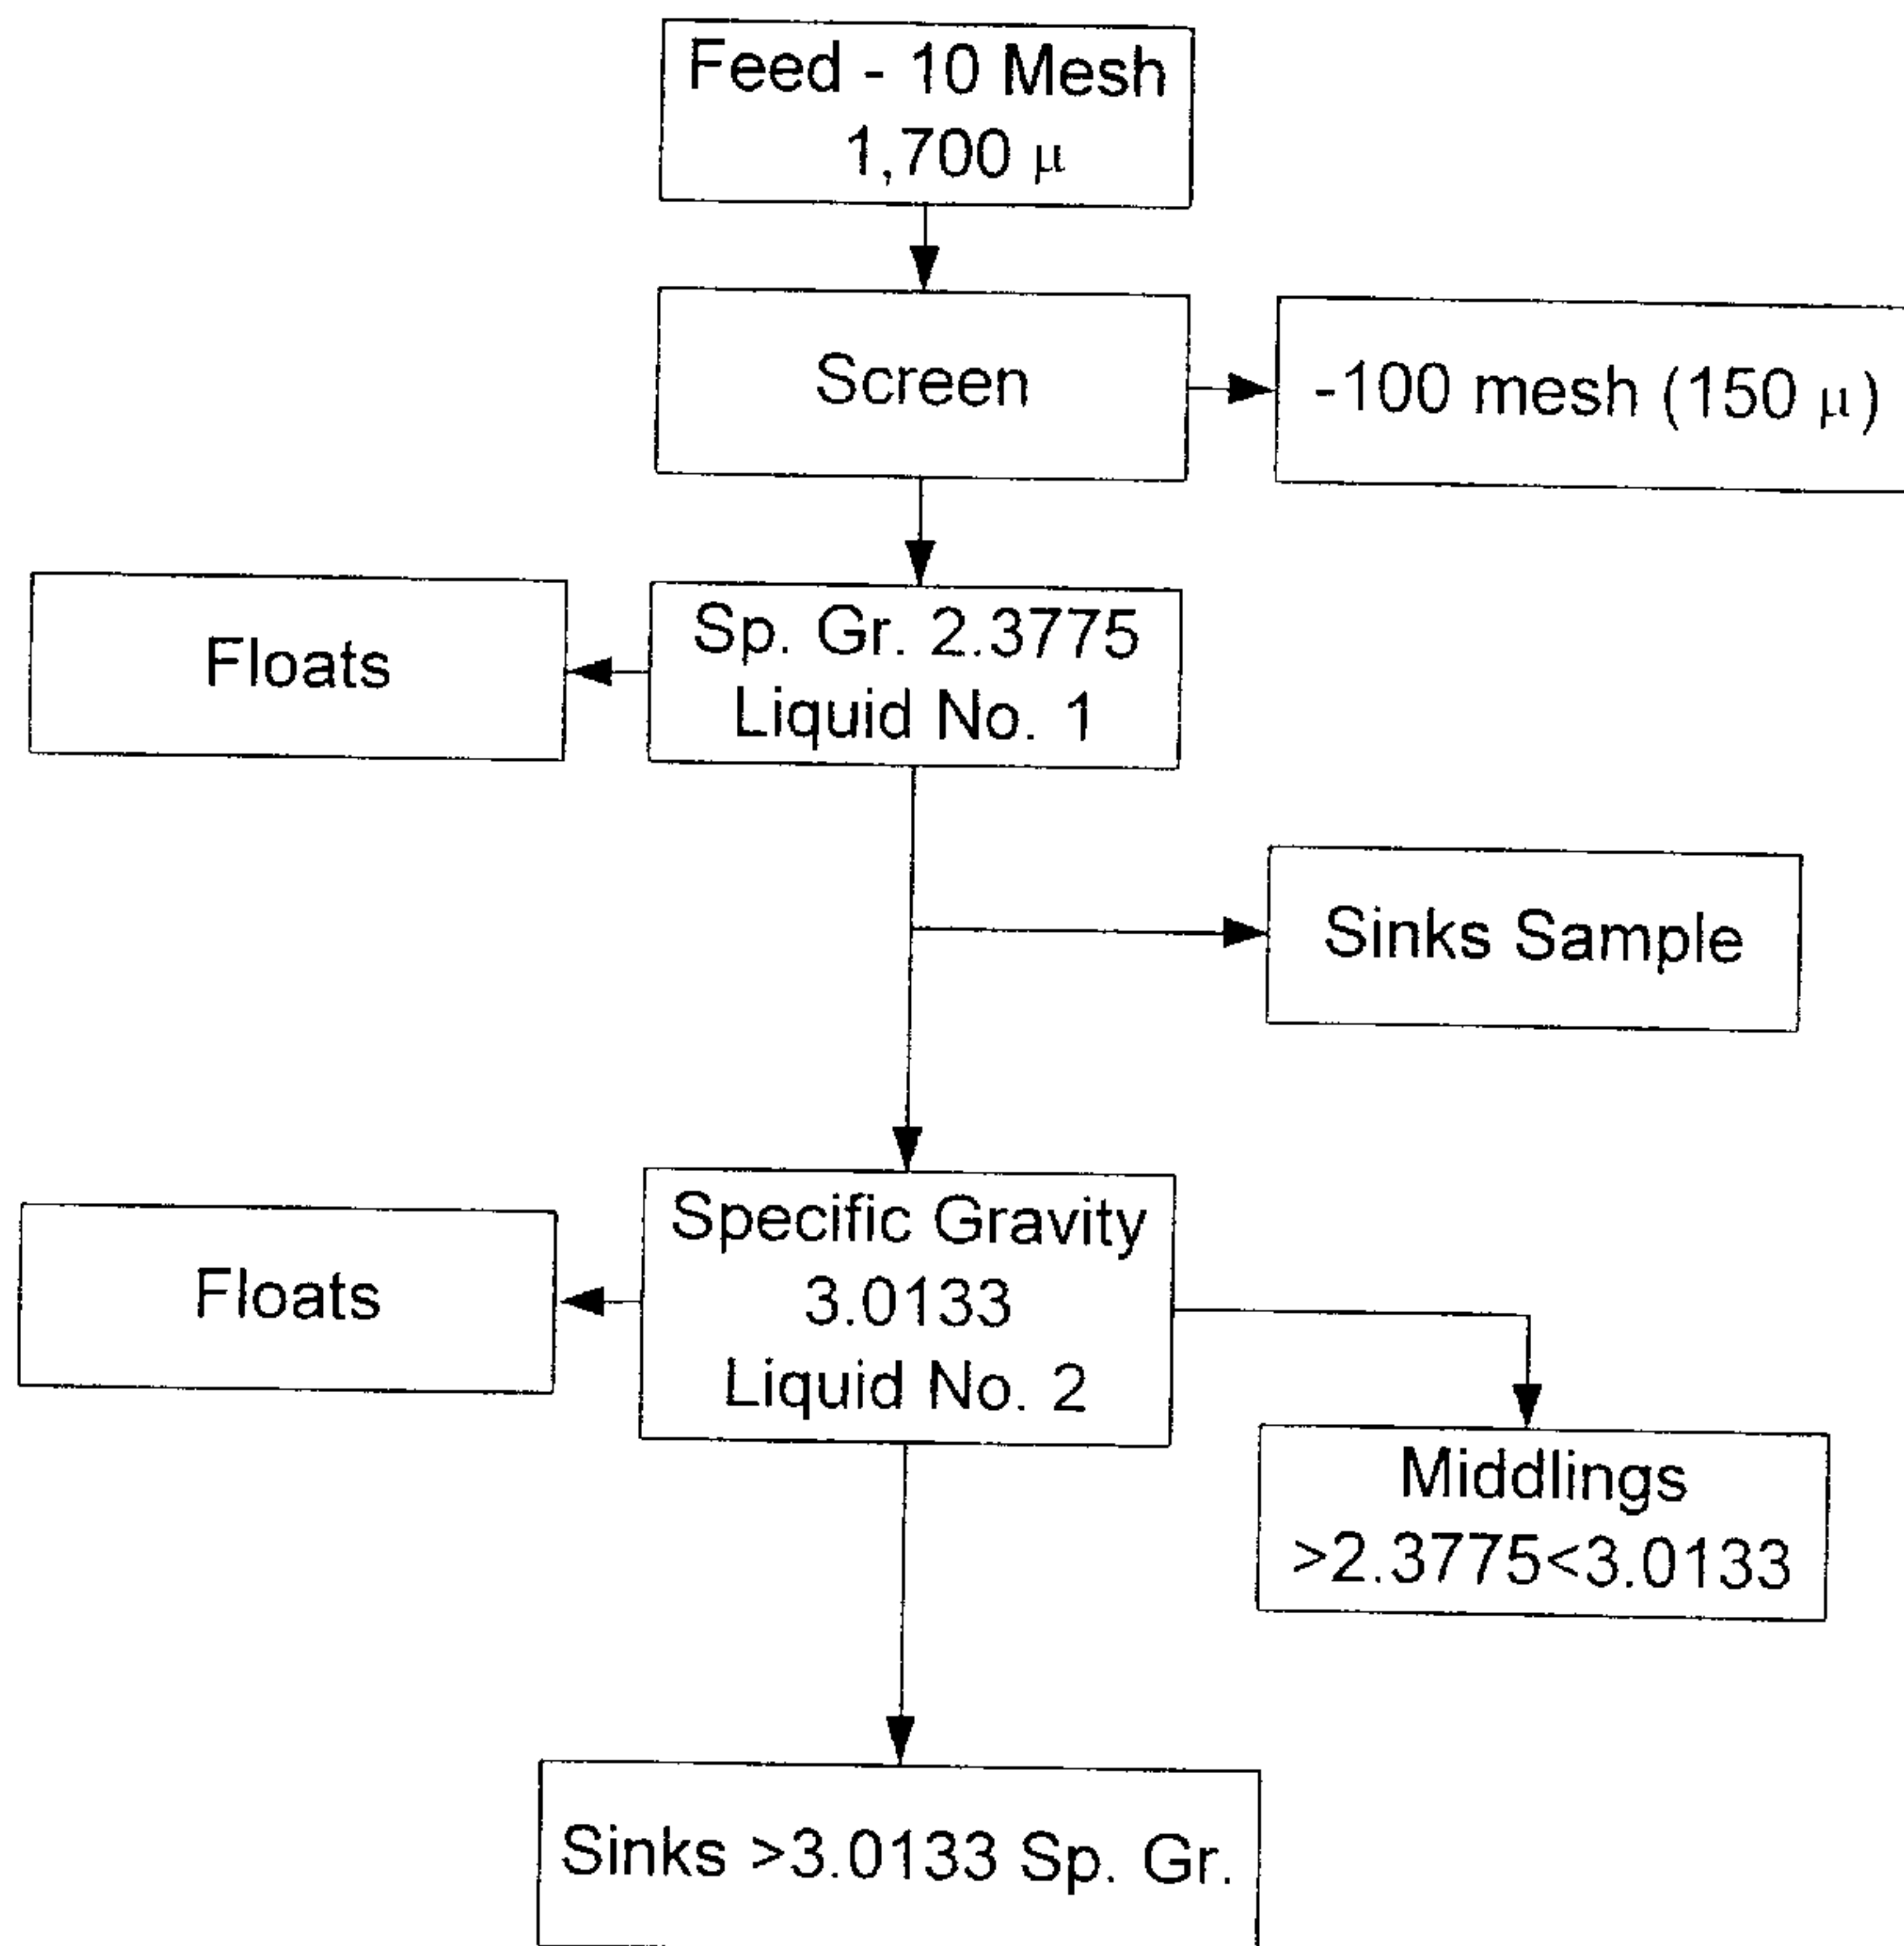 Feed - 10 Mesh
1,700 μ
Screen
-100 mesh (150 μ)
Floats
Sp. Gr. 2.3775
Liquid No. 1
Sinks Sample
Floats
Specific Gravity
3.0133
Liquid No. 2
Middlings
>2.3775<3.0133
Sinks >3.0133 Sp. Gr.